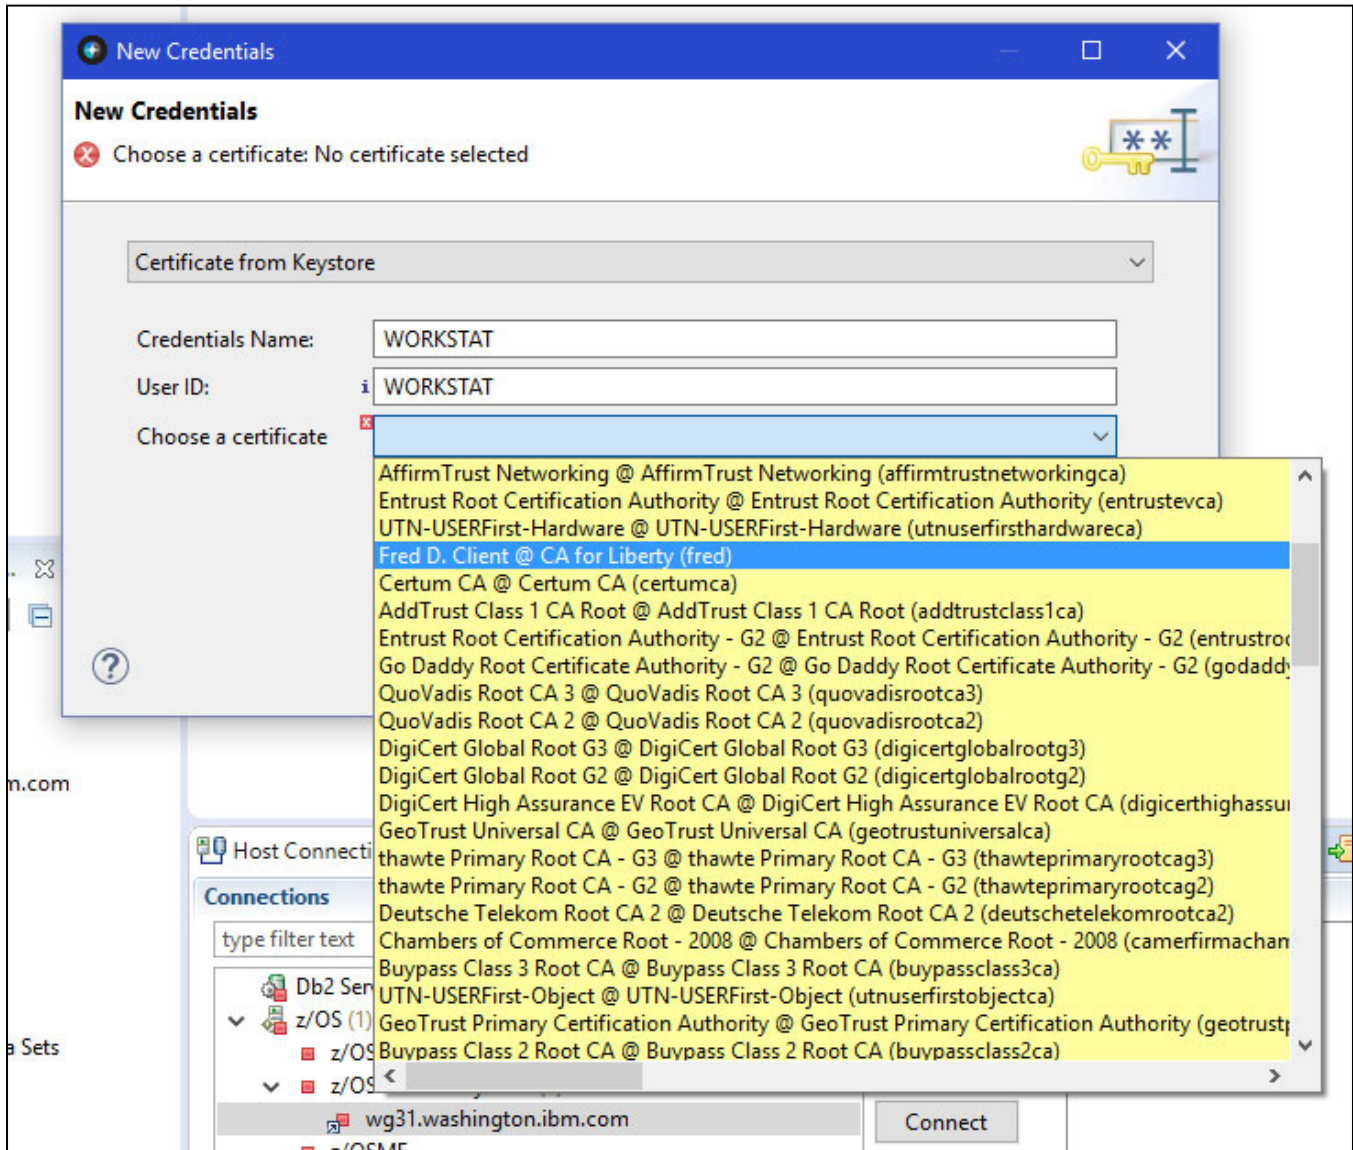 New Credentials
New Credentials
Choose a certificate: No certificate selected
**
Certificate from Keystore
Credentials Name: WORKSTAT
User ID: i WORKSTAT
Choose a certificate
AffirmTrust Networking @ AffirmTrust Networking (affirmtrustnetworkingca)
Entrust Root Certification Authority @ Entrust Root Certification Authority (entrustevca)
UTN-USERFirst-Hardware @ UTN-USERFirst-Hardware (utnuserfirsthardwareca)
Fred D. Client @ CA for Liberty (fred)
Certum CA @ Certum CA (certumca)
AddTrust Class 1 CA Root @ AddTrust Class 1 CA Root (addtrustclass1ca)
Entrust Root Certification Authority - G2 @ Entrust Root Certification Authority - G2 (entrustroo
Go Daddy Root Certificate Authority - G2 @ Go Daddy Root Certificate Authority - G2 (godaddy
QuoVadis Root CA 3 @ QuoVadis Root CA 3 (quovadisrootca3)
QuoVadis Root CA 2 @ QuoVadis Root CA 2 (quovadisrootca2)
DigiCert Global Root G3 @ DigiCert Global Root G3 (digicertglobalrootg3)
DigiCert Global Root G2 @ DigiCert Global Root G2 (digicertglobalrootg2)
DigiCert High Assurance EV Root CA @ DigiCert High Assurance EV Root CA (digicerthighassu
GeoTrust Universal CA @ GeoTrust Universal CA (geotrustuniversalca)
thawte Primary Root CA - G3 @ thawte Primary Root CA - G3 (thawteprimaryrootcag3)
thawte Primary Root CA - G2 @ thawte Primary Root CA - G2 (thawteprimaryrootcag2)
Deutsche Telekom Root CA 2 @ Deutsche Telekom Root CA 2 (deutschetelekomrootca2)
Chambers of Commerce Root - 2008 @ Chambers of Commerce Root - 2008 (camerfirmacham
Buypass Class 3 Root CA @ Buypass Class 3 Root CA (buypassclass3ca)
UTN-USERFirst-Object @ UTN-USERFirst-Object (utnuserfirstobjectca)
GeoTrust Primary Certification Authority @ GeoTrust Primary Certification Authority (geotrustp
Buypass Class 2 Root CA @ Buypass Class 2 Root CA (buypassclass2ca)
m.com
a Sets
Host Connecti
Connections
type filter text
Db2 Ser
z/OS (1)
z/OS
z/OS
wg31.washington.ibm.com
Connect
z/OSMF